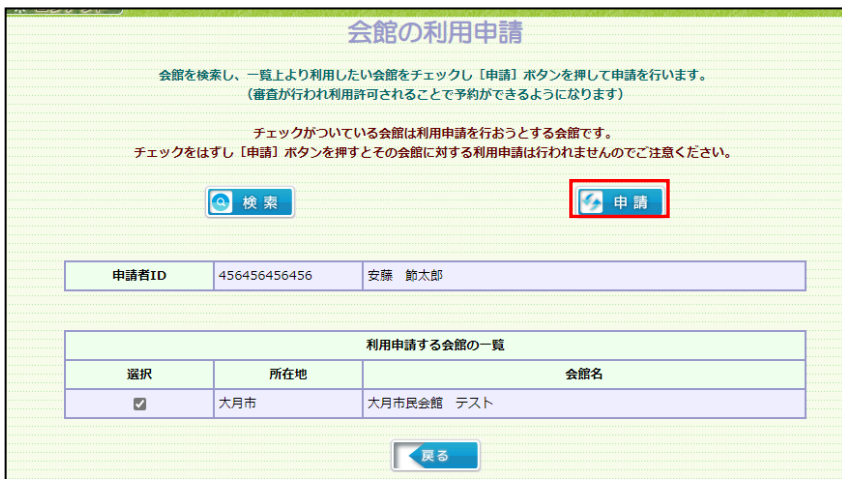 会館の利用申請
会館を検索し、一覧上より利用したい会館をチェックし［申請］ボタンを押して申請を行います。
（審査が行われ利用許可されることで予約ができるようになります）
チェックがついている会館は利用申請を行おうとする会館です。
チェックをはずし［申請］ボタンを押すとその会館に対する利用申請は行われませんのでご注意ください。
検索 申請
申請者ID 456456456456 安藤　節太郎
利用申請する会館の一覧
選択 所在地 会館名
大月市 大月市民会館　テスト
戻る